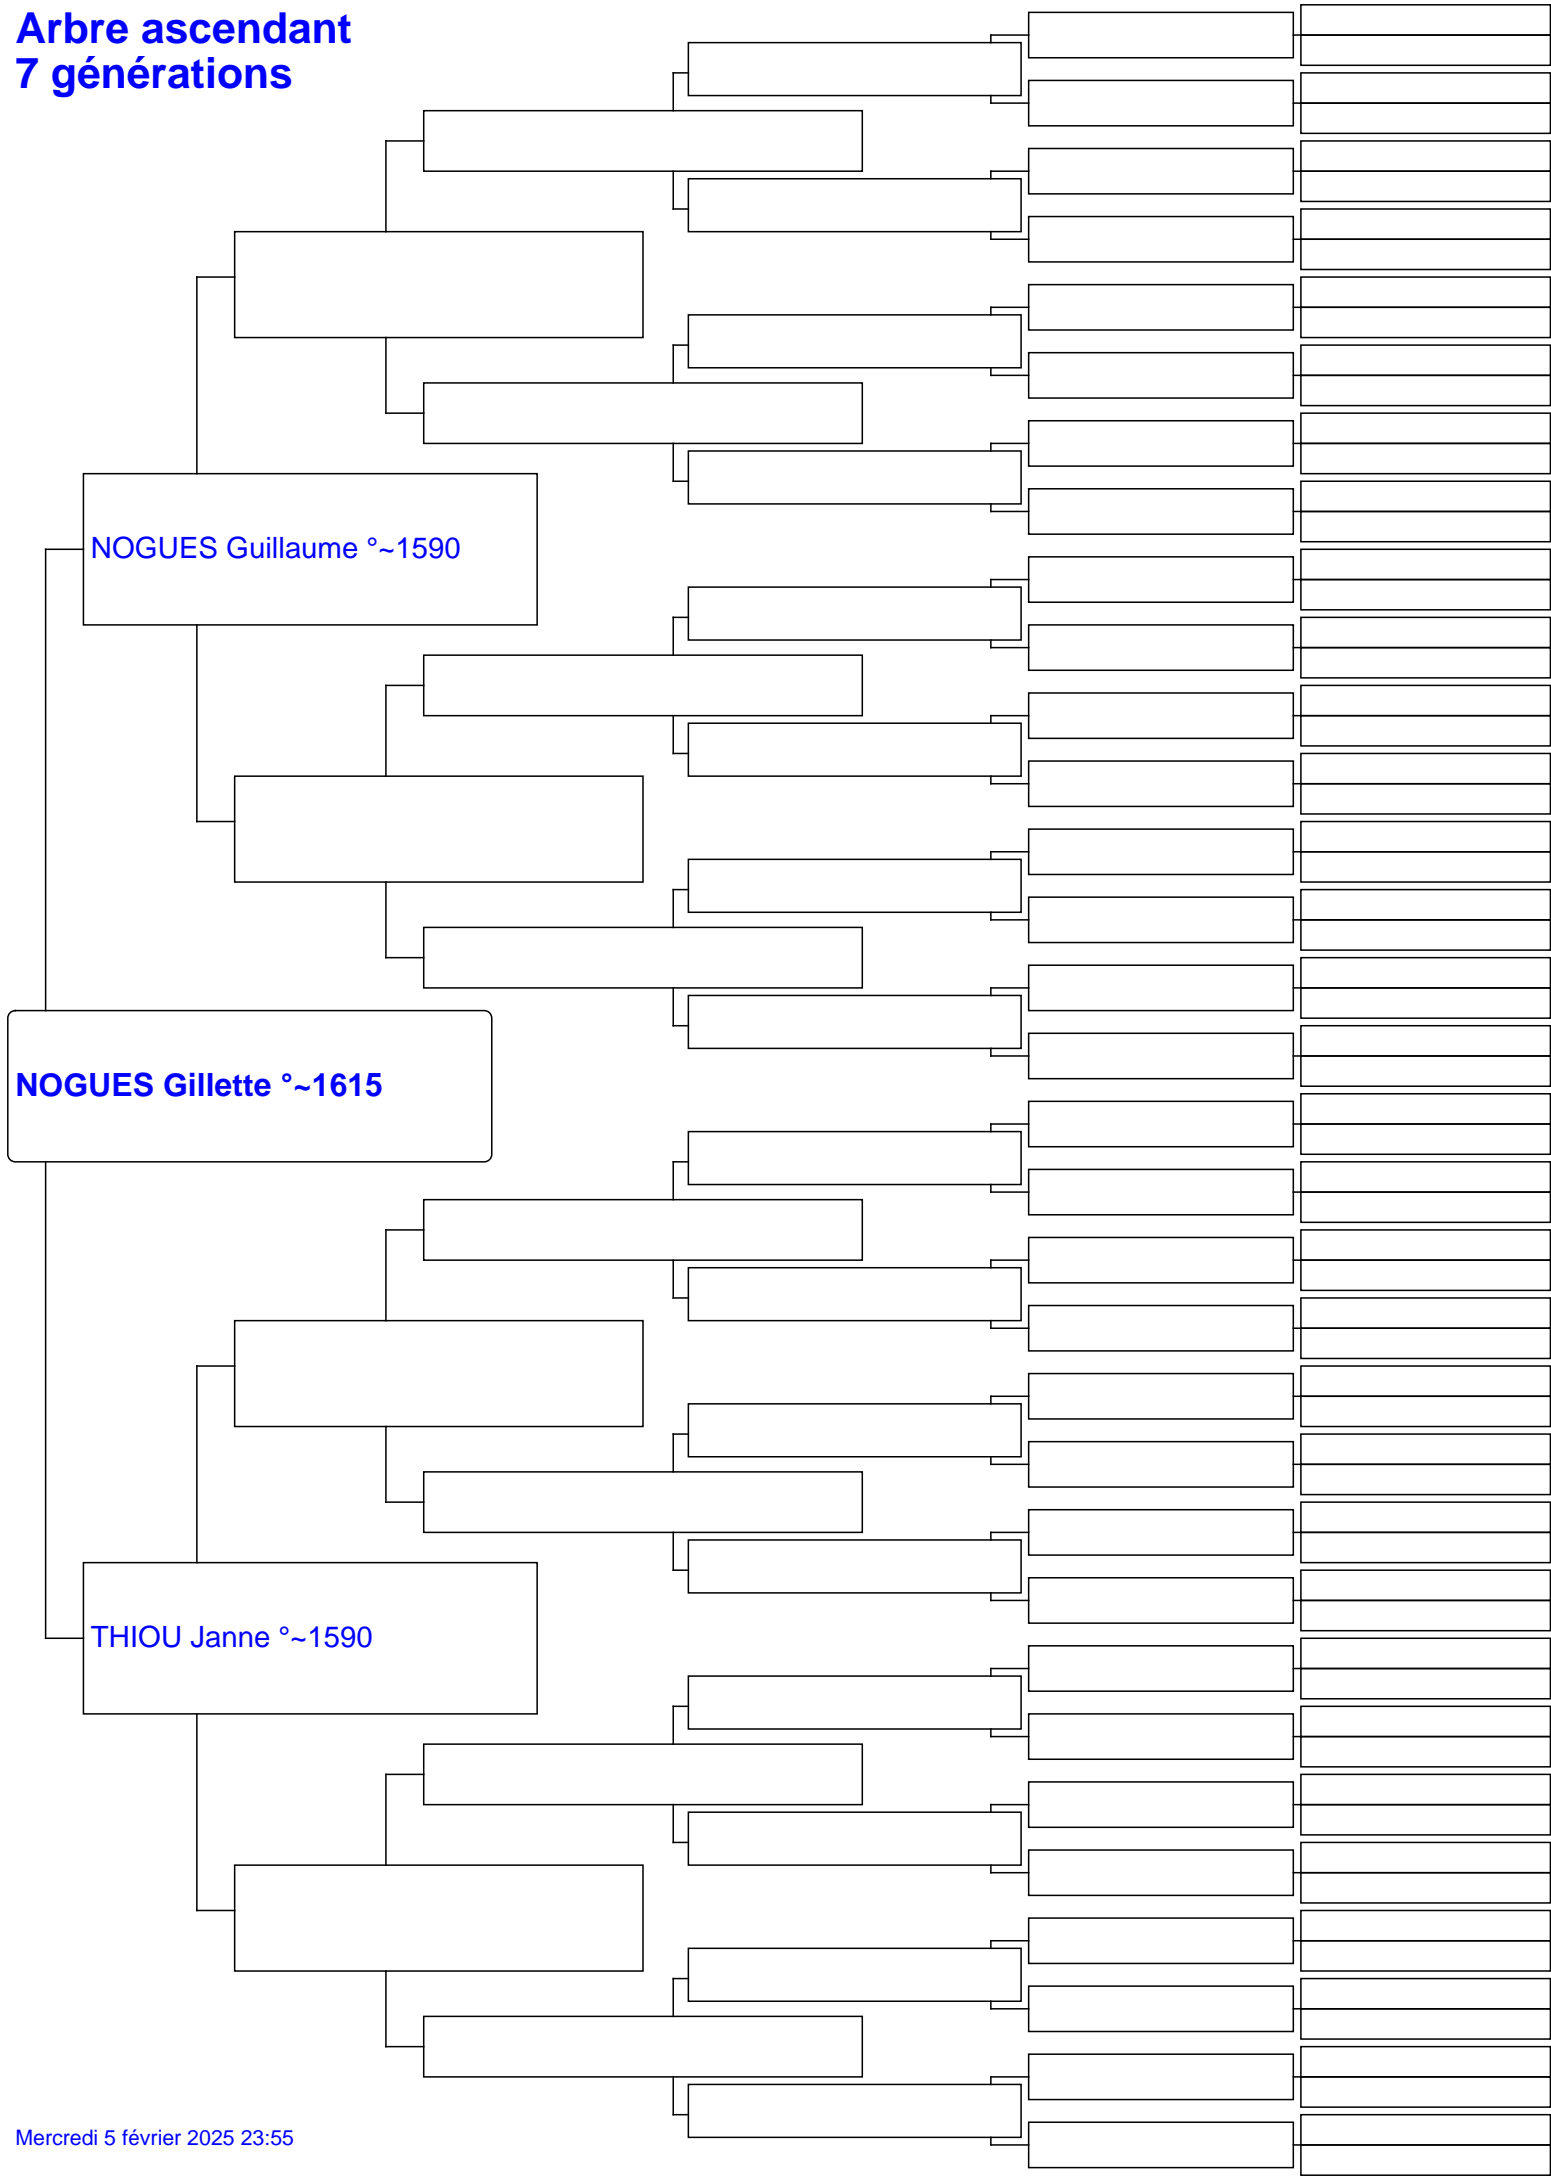 Arbre ascendant
7 générations
NOGUES Guillaume °~1590
NOGUES Gillette °~1615
THIOU Janne °~1590
Mercredi 5 février 2025 23:55